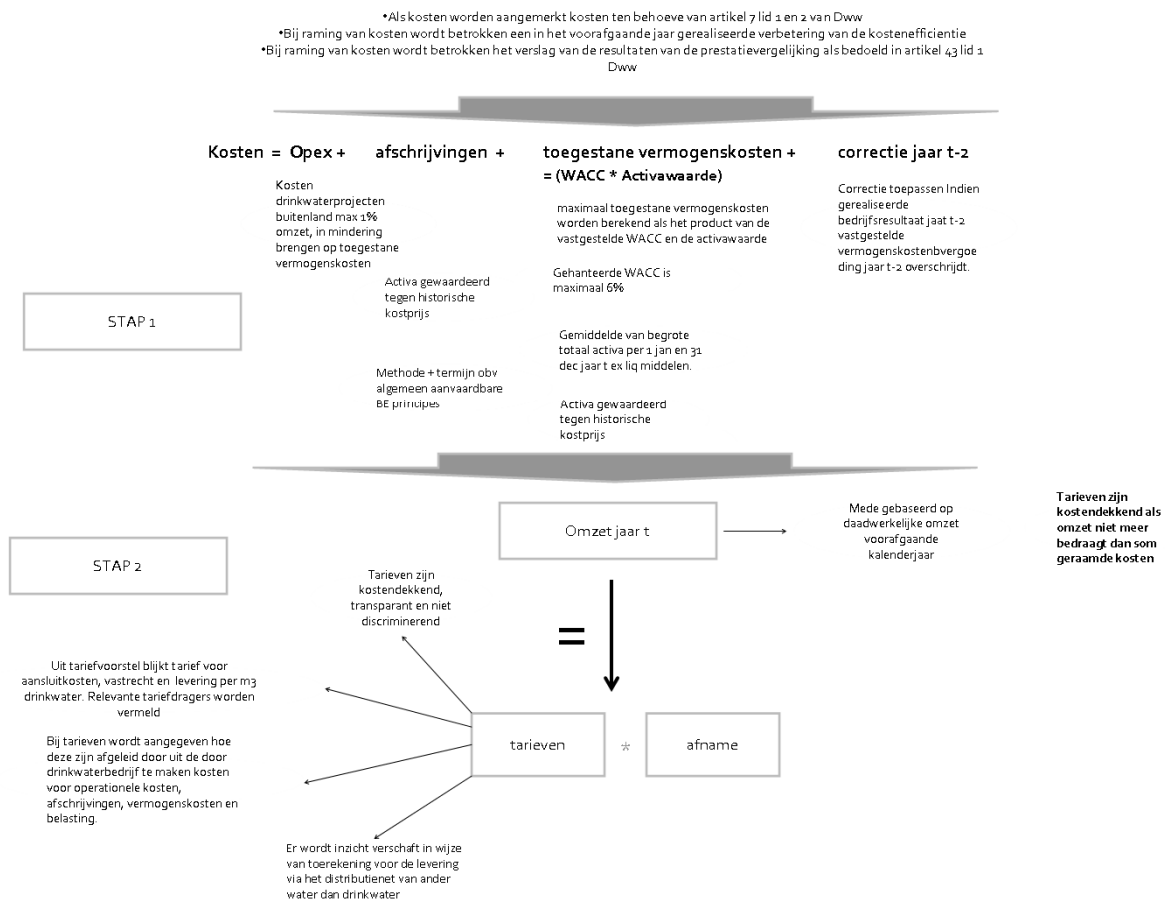 •Als kosten worden aangemerkt kosten ten behoeve van artikel 7 lid 1 en 2 van Dww
•Bij raming van kosten wordt betrokken een in het voorafgaande jaar gerealiseerde verbetering van de kostenefficientie
•Bij raming van kosten wordt betrokken het verslag van de resultaten van de prestatievergelijking als bedoeld in artikel 43 lid 1
Dww
Kosten = Opex + afschrijvingen + toegestane vermogenskosten + correctie jaar t-2
= (WACC * Activawaarde)
Kosten
drinkwaterprojecten
buitenland max 1%
omzet, in mindering
brengen op toegestane
vermogenskosten
Activa gewaardeerd
tegen historische
kostprijs
Methode + termijn obv
algemeen aanvaardbare
BE principes
maximaal toegestane vermogenskosten
worden berekend als het product van de
vastgestelde WACC en de activawaarde
Gehanteerde WACC is
maximaal 6%
Gemiddelde van begrote
totaal activa per 1 jan en 31
dec jaar t ex liq middelen.
Activa gewaardeerd
tegen historische
kostprijs
Correctie toepassen Indien
gerealiseerde
bedrijfsresultaat jaat t-2
vastgestelde
vermogenskostenbvergoe
ding jaar t-2 overschrijdt.
STAP 1
STAP 2
Omzet jaar t
Mede gebaseerd op
daadwerkelijke omzet
voorafgaande
kalenderjaar
Tarieven zijn
kostendekkend als
omzet niet meer
bedraagt dan som
geraamde kosten
Tarieven zijn
kostendekkend,
transparant en niet
discriminerend
=
Uit tariefvoorstel blijkt tarief voor
aansluitkosten, vastrecht en levering per m3
drinkwater. Relevante tariefdragers worden
vermeld
tarieven * afname
Bij tarieven wordt aangegeven hoe
deze zijn afgeleid door uit de door
drinkwaterbedrijf te maken kosten
voor operationele kosten,
afschrijvingen, vermogenskosten en
belasting.
Er wordt inzicht verschaft in wijze
van toerekening voor de levering
via het distributienet van ander
water dan drinkwater